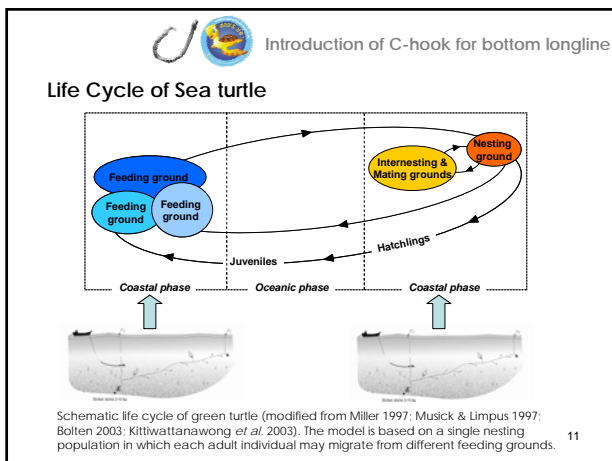 Introduction of C-hook for bottom longline
Life Cycle of Sea turtle
Nesting
ground
Internesting &
Mating grounds
Feeding ground
Feeding
ground
Feeding
ground
Hatchlings
Juveniles
Coastal phase
Oceanic phase
Coastal phase
Schematic life cycle of green turtle (modified from Miller 1997; Musick & Limpus 1997;
Bolten 2003; Kittiwattanawong et al. 2003). The model is based on a single nesting
population in which each adult individual may migrate from different feeding grounds.
11